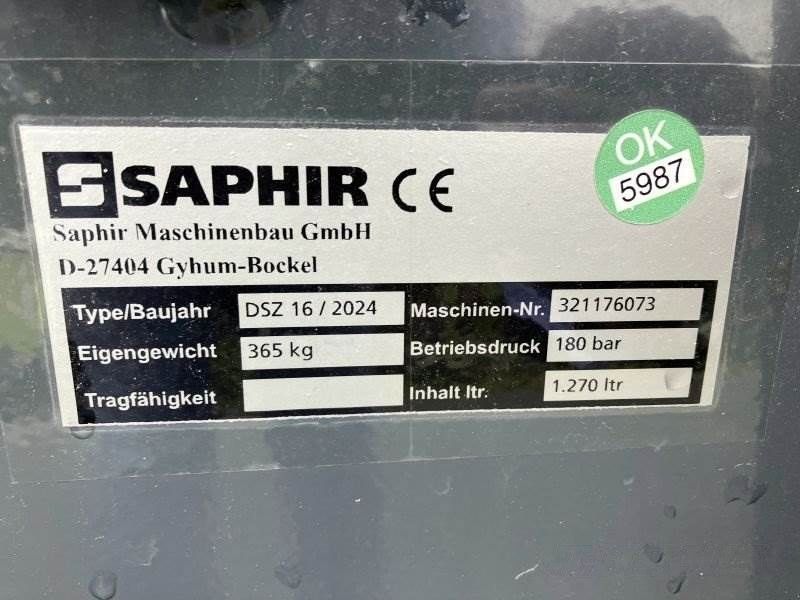 SAPHIR CE
OK
5987
Saphir Maschinenbau GmbH
D-27404 Gyhum-Bockel
Type/Baujahr DSZ 16 / 2024 Maschinen-Nr. 321176073
Eigengewicht 365 kg Betriebsdruck 180 bar
Tragfähigkeit Inhalt ltr. 1.270 ltr